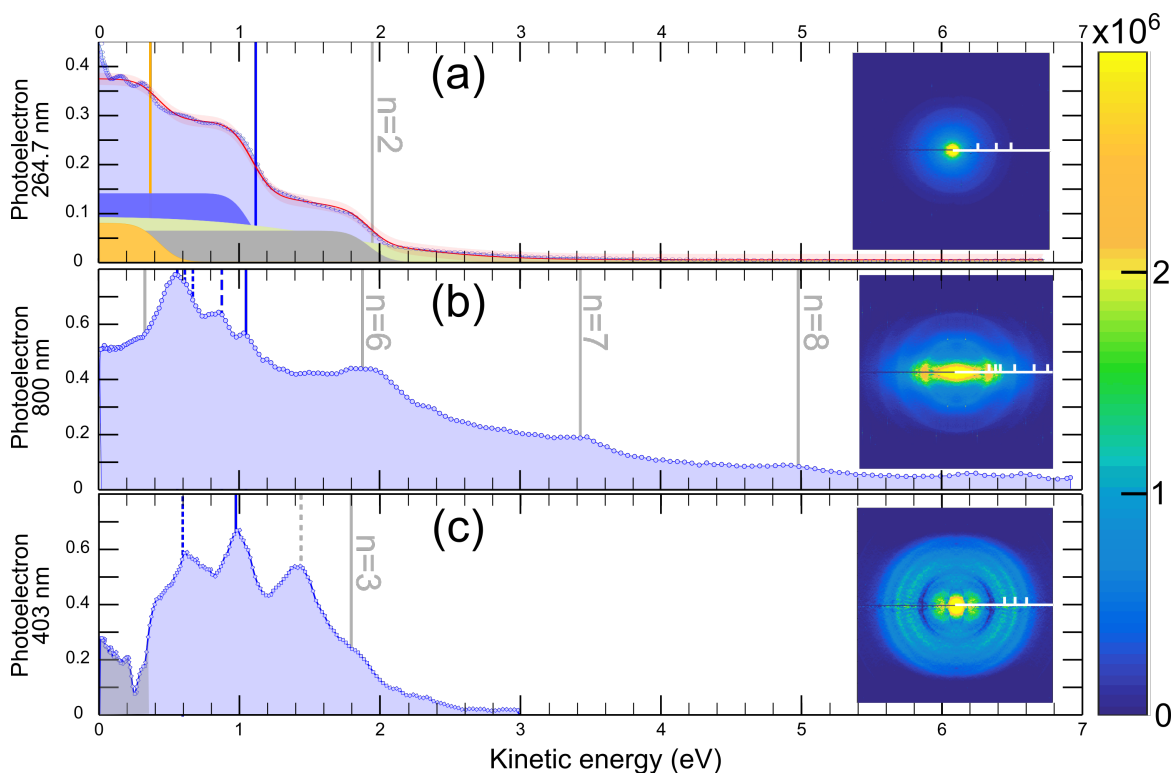 0 1 2 3 4 5 6 7
x10⁶
Photoelectron
264.7 nm
0.4
0.3
0.2
0.1
0
(a)
n=2
Photoelectron
800 nm
0.6
0.4
0.2
0
(b)
n=6
n=7
n=8
Photoelectron
403 nm
0.6
0.4
0.2
0
(c)
n=3
2
1
0
0 1 2 3 4 5 6 7
Kinetic energy (eV)